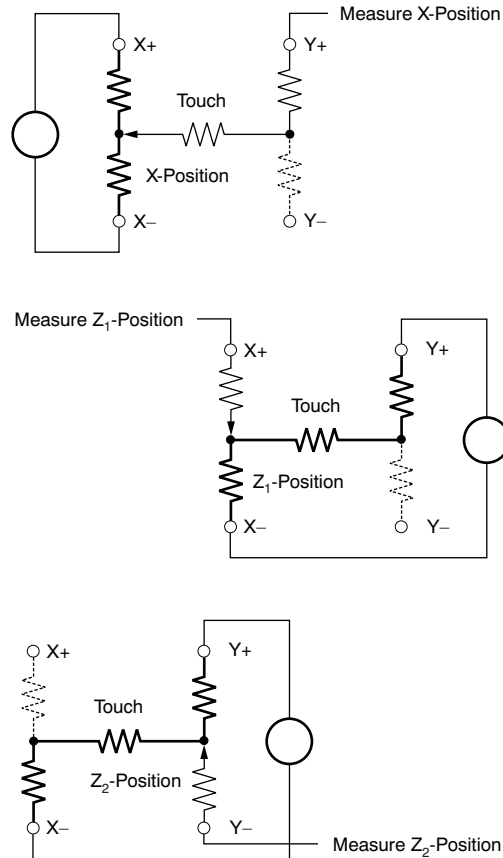 Measure X-Position
X+
Y+
Touch
X-Position
X–
Y–
Measure Z₁-Position
X+
Y+
Touch
Z₁-Position
X–
Y–
X+
Y+
Touch
Z₂-Position
X–
Y–
Measure Z₂-Position